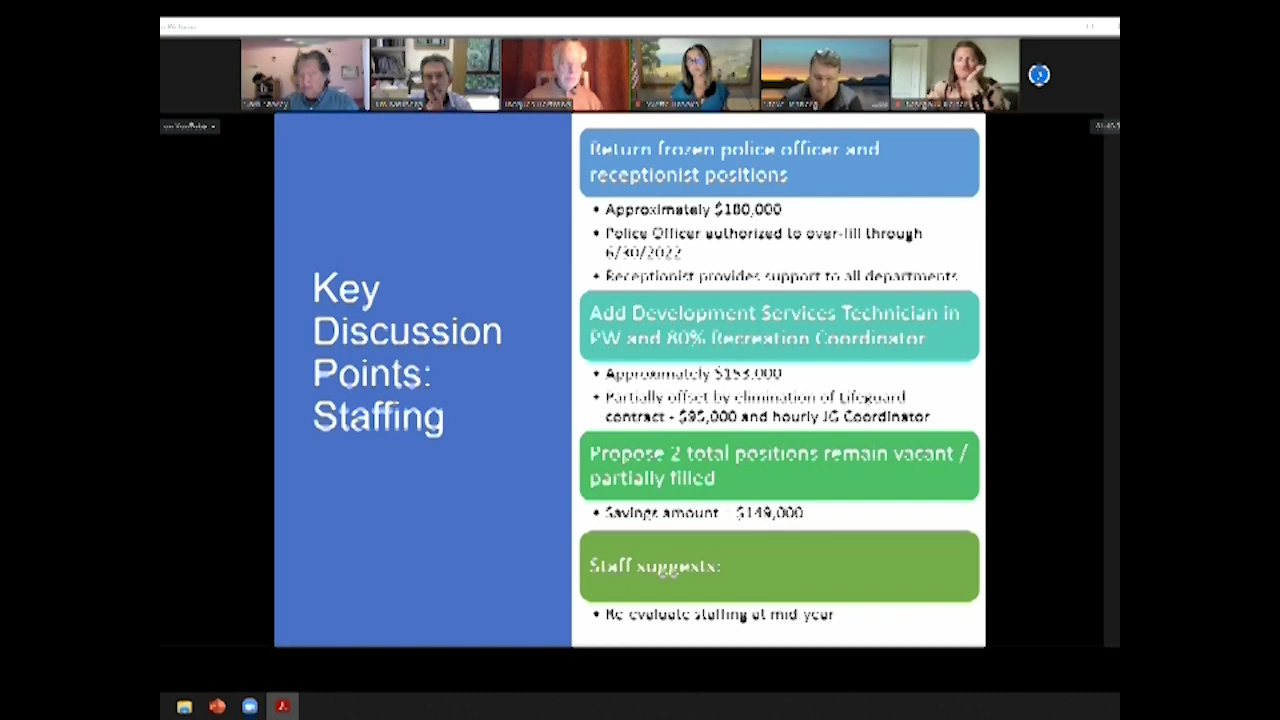 Key
Discussion
Points:
Staffing
Return frozen police officer and
receptionist positions
• Approximately $180,000
• Police Officer authorized to over-fill through
6/30/2022
• Receptionist provides support to all departments
Add Development Services Technician in
PW and 80% Recreation Coordinator
• Approximately $153,000
• Partially offset by elimination of Lifeguard
contract - $95,000 and hourly JG Coordinator
Propose 2 total positions remain vacant /
partially filled
• Savings amount - $149,000
Staff suggests:
• Re-evaluate staffing at mid-year